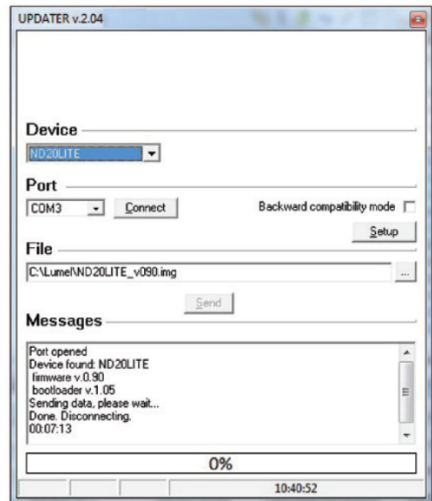 UPDATER v.2.04
Device
ND20LITE
Port
COM3 Connect Backward compatibility mode
Setup
File
C:\Lumel\ND20LITE_v090.img ...
Send
Messages
Port opened
Device found: ND20LITE
firmware v.0.90
bootloader v.1.05
Sending data, please wait...
Done. Disconnecting.
00:07:13
0%
10:40:52